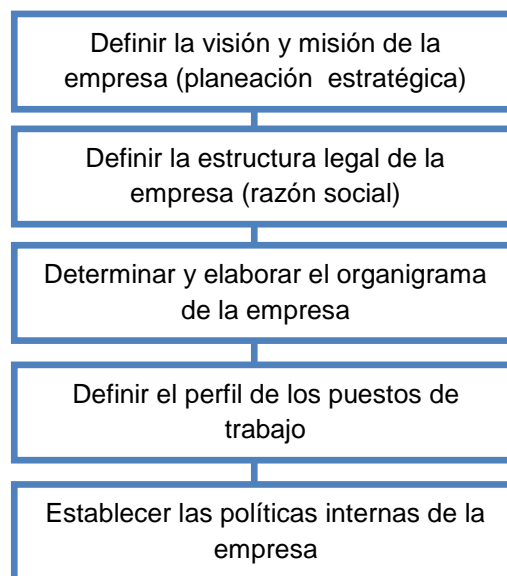 Definir la visión y misión de la
empresa (planeación  estratégica)
Definir la estructura legal de la
empresa (razón social)
Determinar y elaborar el organigrama
de la empresa
Definir el perfil de los puestos de
trabajo
Establecer las políticas internas de la
empresa